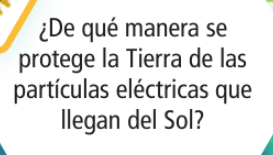 ¿De qué manera se
protege la Tierra de las
partículas eléctricas que
llegan del Sol?